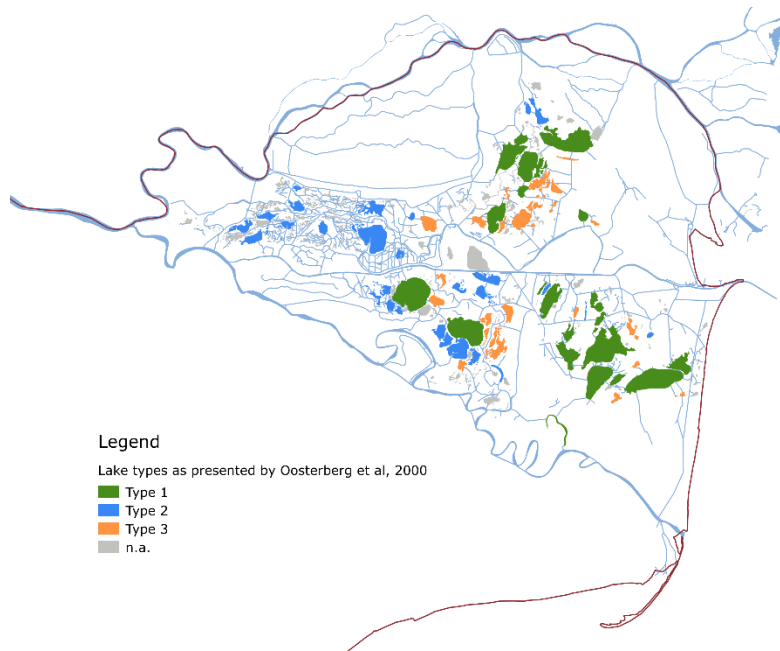 Legend
Lake types as presented by Oosterberg et al, 2000
Type 1
Type 2
Type 3
n.a.